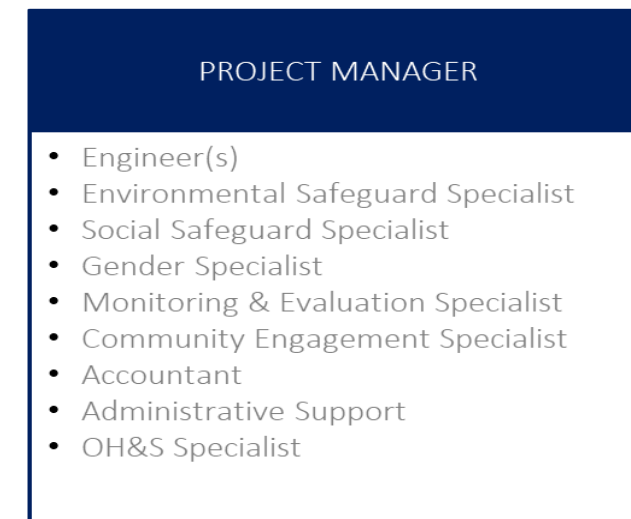 PROJECT MANAGER
• Engineer(s)
• Environmental Safeguard Specialist
• Social Safeguard Specialist
• Gender Specialist
• Monitoring & Evaluation Specialist
• Community Engagement Specialist
• Accountant
• Administrative Support
• OH&S Specialist